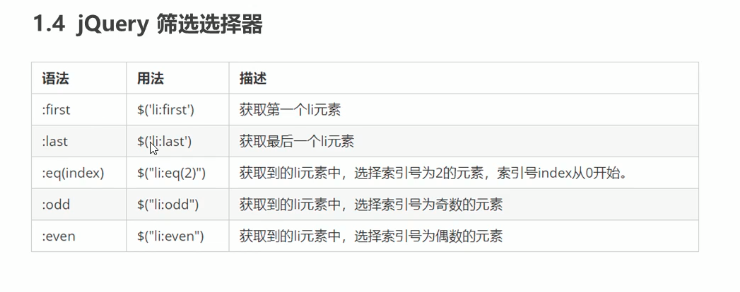 1.4 jQuery 筛选选择器
语法 用法 描述
:first $('li:first') 获取第一个li元素
:last $('li:last') 获取最后一个li元素
:eq(index) $("li:eq(2)") 获取到的li元素中，选择索引号为2的元素，索引号index从0开始。
:odd $("li:odd") 获取到的li元素中，选择索引号为奇数的元素
:even $("li:even") 获取到的li元素中，选择索引号为偶数的元素